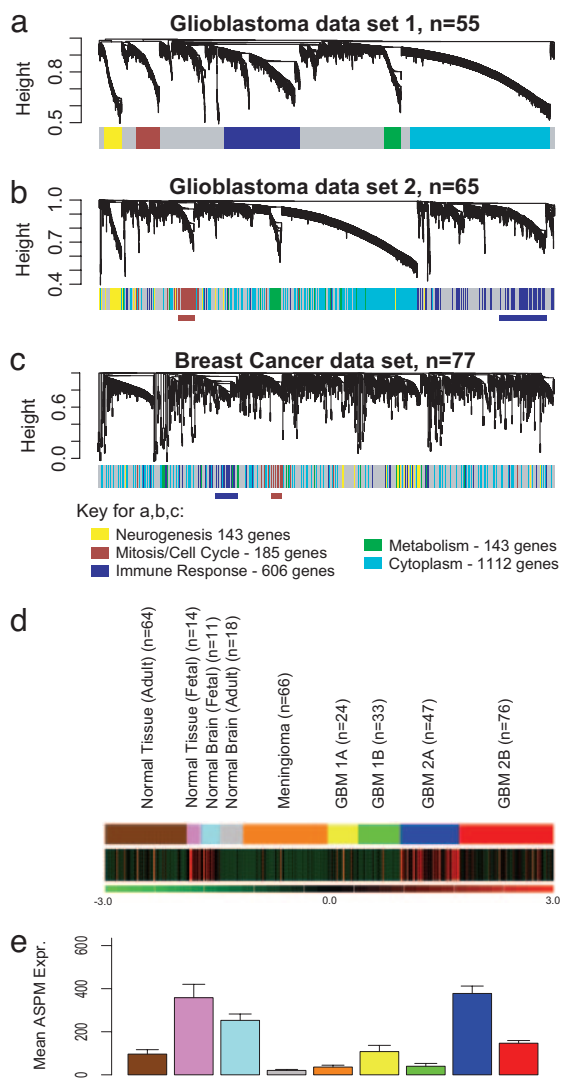 a
Glioblastoma data set 1, n=55
Height
0.5
0.8
b
Glioblastoma data set 2, n=65
Height
0.4
0.7
1.0
c
Breast Cancer data set, n=77
Height
0.0
0.6
Key for a,b,c:
Neurogenesis 143 genes
Mitosis/Cell Cycle - 185 genes
Immune Response - 606 genes
Metabolism - 143 genes
Cytoplasm - 1112 genes
d
Normal Tissue (Adult) (n=64)
Normal Tissue (Fetal) (n=14)
Normal Brain (Fetal) (n=11)
Normal Brain (Adult) (n=18)
Meningioma (n=66)
GBM 1A (n=24)
GBM 1B (n=33)
GBM 2A (n=47)
GBM 2B (n=76)
-3.0
0.0
3.0
e
Mean ASPM Expr.
0
200
400
600